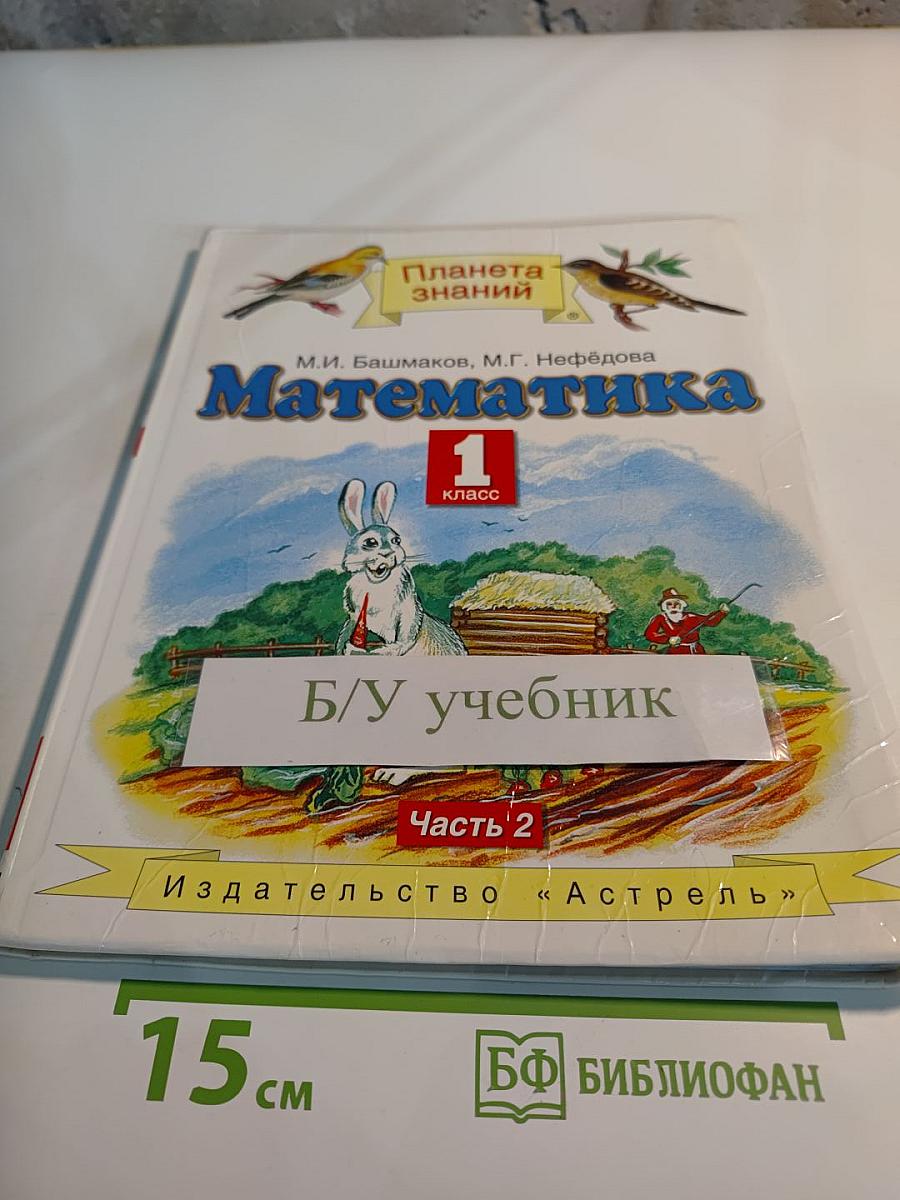 Планета
знаний
®
М.И. Башмаков, М.Г. Нефёдова
Математика
1
класс
Б/У учебник
Часть 2
Издательство «Астрель»
15 см
БФ БИБЛИОФАН